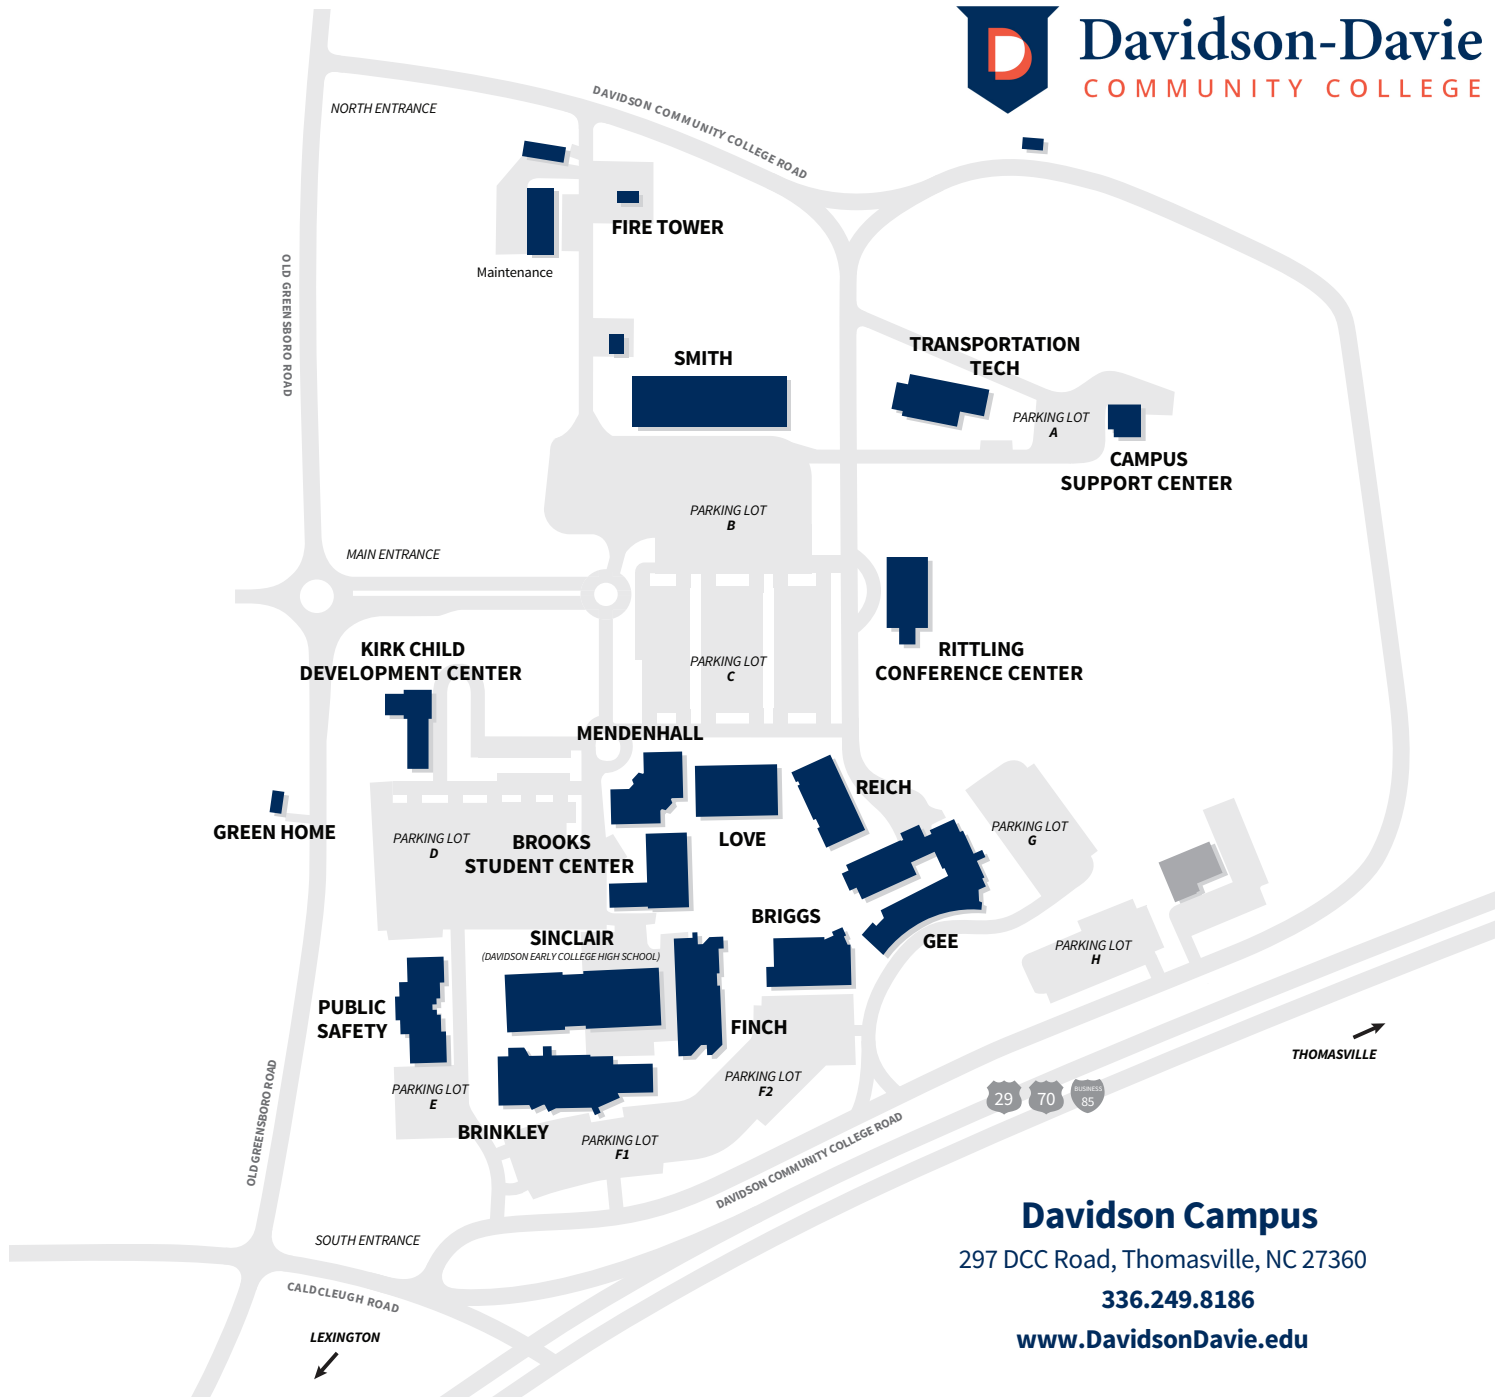 Davidson-Davie
COMMUNITY COLLEGE
NORTH ENTRANCE
DAVIDSON COMMUNITY COLLEGE ROAD
FIRE TOWER
Maintenance
OLD GREENSBORO ROAD
SMITH
TRANSPORTATION
TECH
PARKING LOT
A
CAMPUS
SUPPORT CENTER
PARKING LOT
B
MAIN ENTRANCE
KIRK CHILD
DEVELOPMENT CENTER
PARKING LOT
C
RITTLING
CONFERENCE CENTER
MENDENHALL
REICH
GREEN HOME
PARKING LOT
D
BROOKS
STUDENT CENTER
LOVE
PARKING LOT
G
BRIGGS
SINCLAIR
(DAVIDSON EARLY COLLEGE HIGH SCHOOL)
GEE
PARKING LOT
H
PUBLIC
SAFETY
FINCH
THOMASVILLE
PARKING LOT
E
PARKING LOT
F2
29
70
BUSINESS
85
BRINKLEY
PARKING LOT
F1
OLD GREENSBORO ROAD
DAVIDSON COMMUNITY COLLEGE ROAD
SOUTH ENTRANCE
CALDCLEUGH ROAD
LEXINGTON
Davidson Campus
297 DCC Road, Thomasville, NC 27360
336.249.8186
www.DavidsonDavie.edu